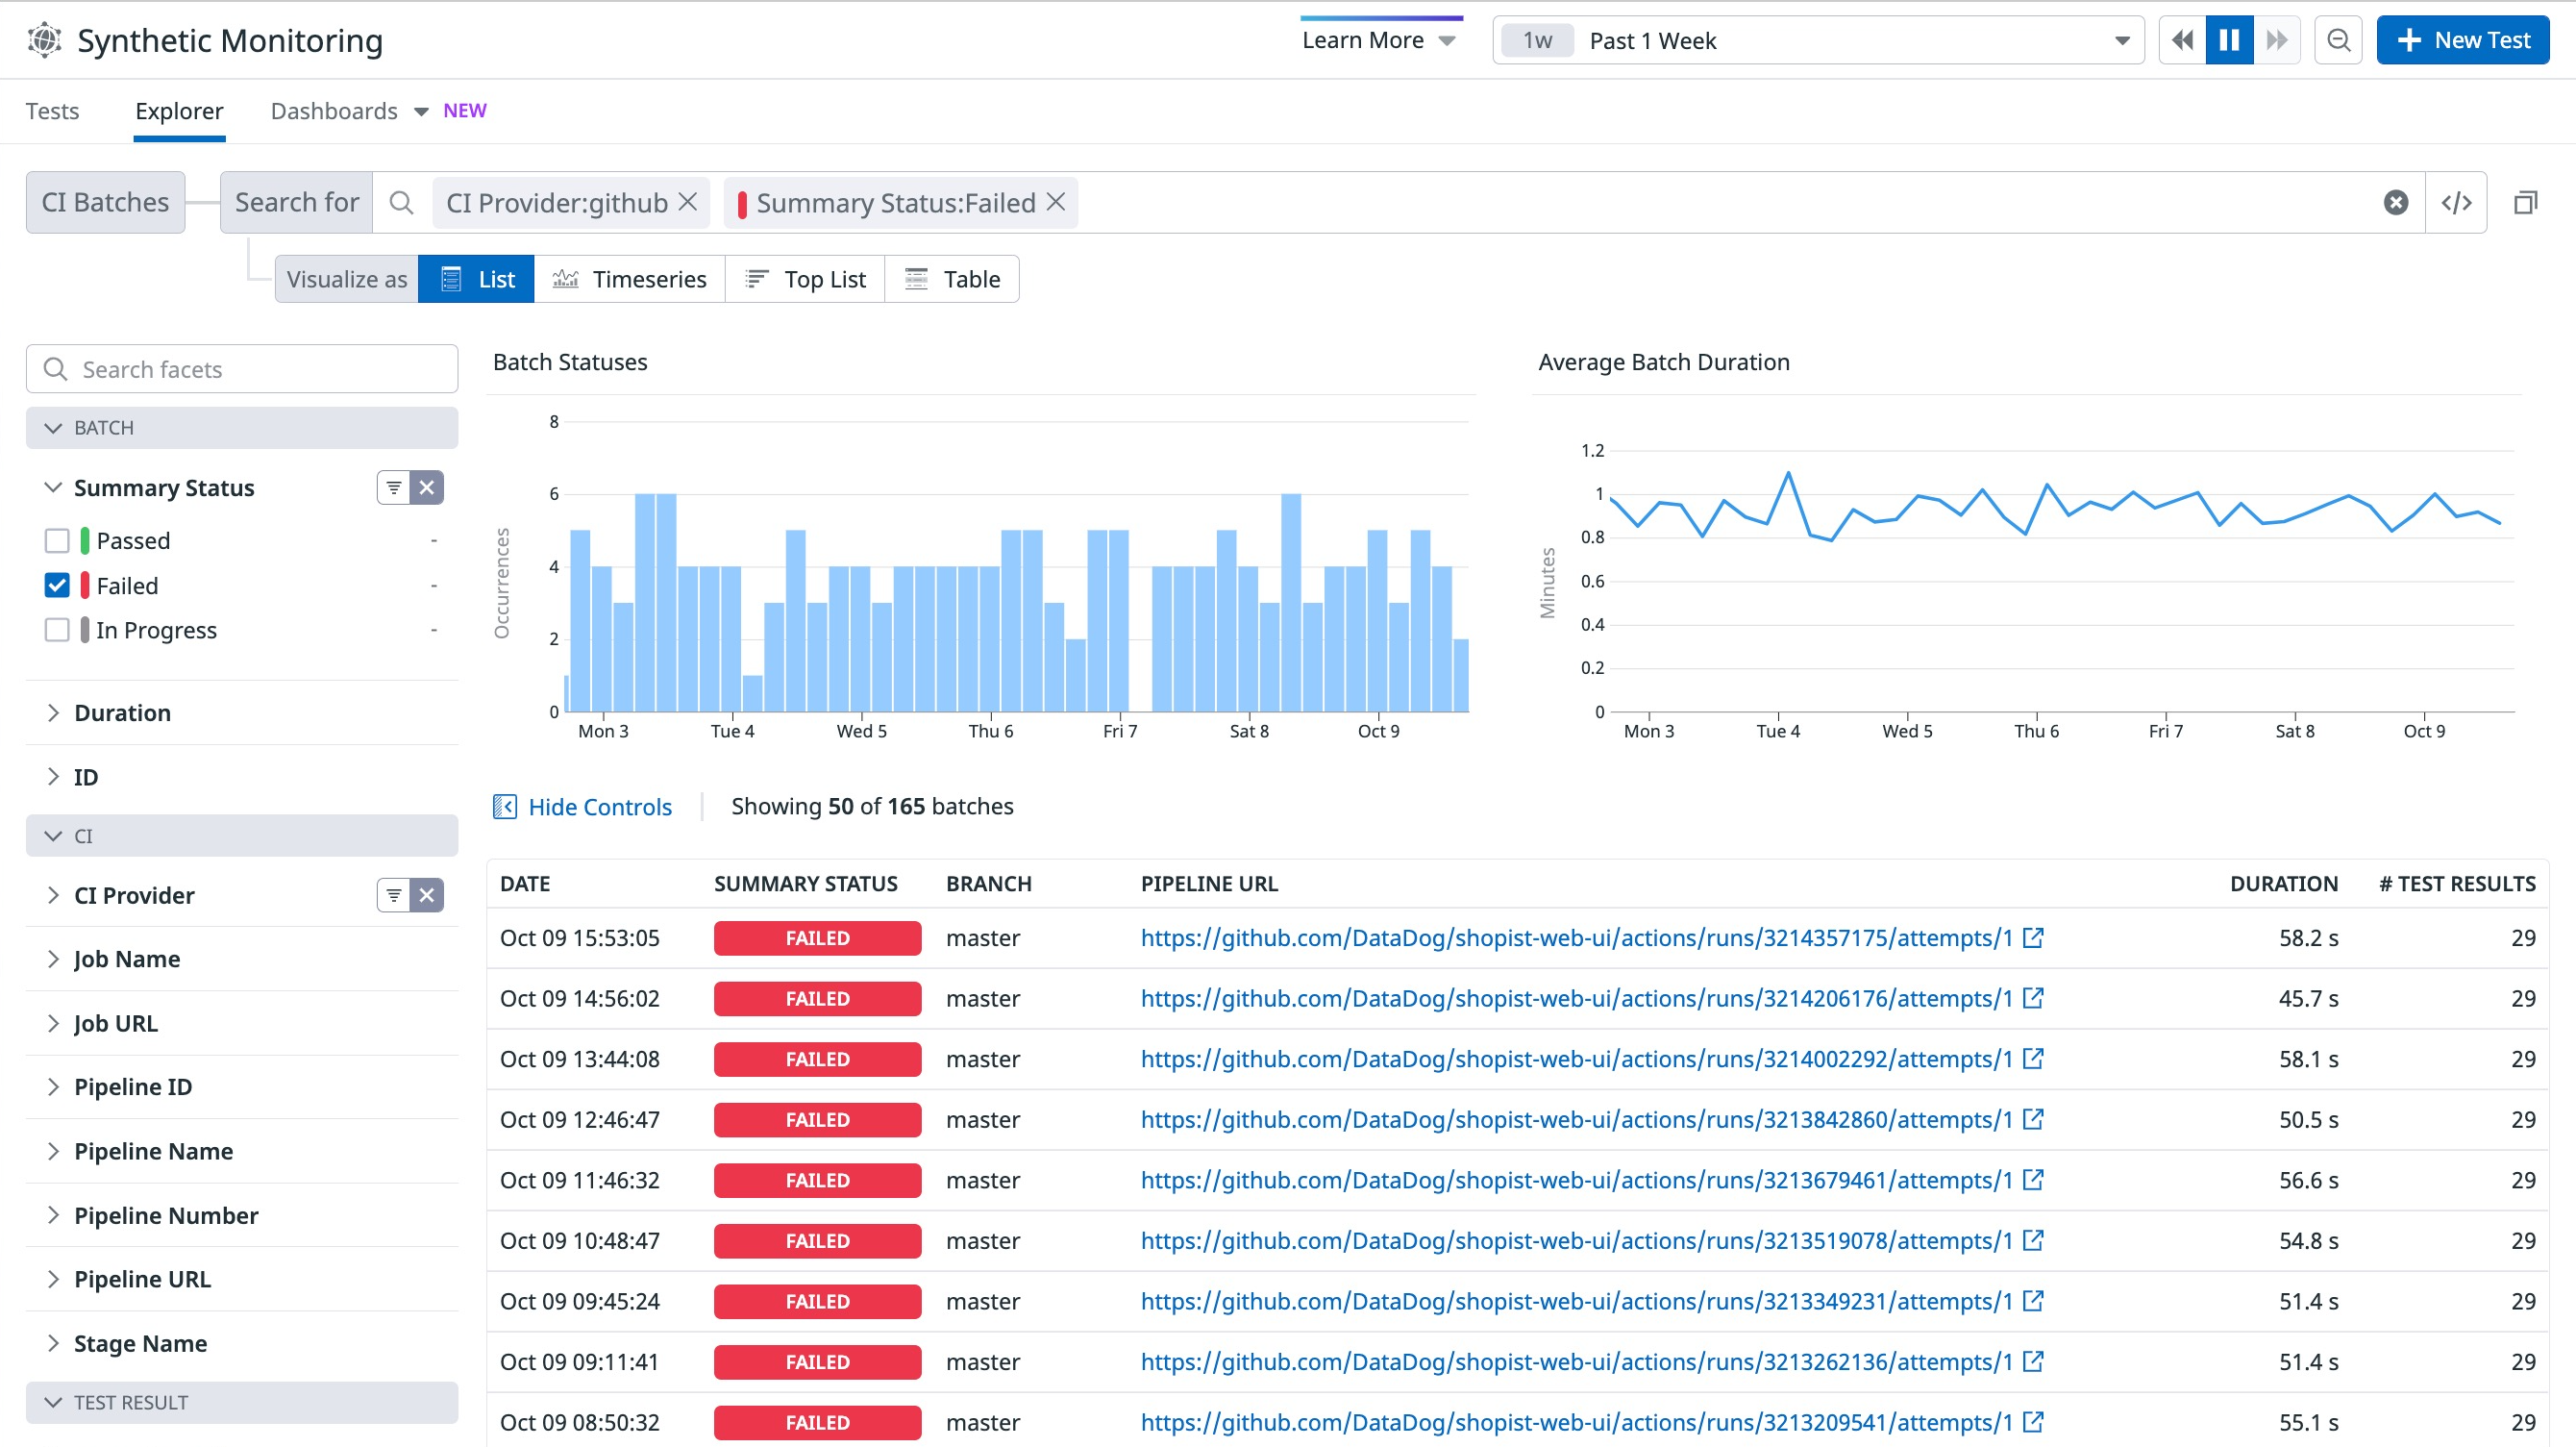 Synthetic Monitoring
Learn More
1w Past 1 Week
New Test
Tests Explorer Dashboards NEW
CI Batches Search for CI Provider:github Summary Status:Failed </>
Visualize as List Timeseries Top List Table
Search facets
BATCH
Summary Status
Passed -
Failed -
In Progress -
Duration
ID
CI
CI Provider
Job Name
Job URL
Pipeline ID
Pipeline Name
Pipeline Number
Pipeline URL
Stage Name
TEST RESULT
Batch Statuses
Occurrences
8
6
4
2
0
Mon 3 Tue 4 Wed 5 Thu 6 Fri 7 Sat 8 Oct 9
Average Batch Duration
Minutes
1.2
1
0.8
0.6
0.4
0.2
0
Mon 3 Tue 4 Wed 5 Thu 6 Fri 7 Sat 8 Oct 9
Hide Controls Showing 50 of 165 batches
DATE SUMMARY STATUS BRANCH PIPELINE URL DURATION # TEST RESULTS
Oct 09 15:53:05 FAILED master https://github.com/DataDog/shopist-web-ui/actions/runs/3214357175/attempts/1 58.2 s 29
Oct 09 14:56:02 FAILED master https://github.com/DataDog/shopist-web-ui/actions/runs/3214206176/attempts/1 45.7 s 29
Oct 09 13:44:08 FAILED master https://github.com/DataDog/shopist-web-ui/actions/runs/3214002292/attempts/1 58.1 s 29
Oct 09 12:46:47 FAILED master https://github.com/DataDog/shopist-web-ui/actions/runs/3213842860/attempts/1 50.5 s 29
Oct 09 11:46:32 FAILED master https://github.com/DataDog/shopist-web-ui/actions/runs/3213679461/attempts/1 56.6 s 29
Oct 09 10:48:47 FAILED master https://github.com/DataDog/shopist-web-ui/actions/runs/3213519078/attempts/1 54.8 s 29
Oct 09 09:45:24 FAILED master https://github.com/DataDog/shopist-web-ui/actions/runs/3213349231/attempts/1 51.4 s 29
Oct 09 09:11:41 FAILED master https://github.com/DataDog/shopist-web-ui/actions/runs/3213262136/attempts/1 51.4 s 29
Oct 09 08:50:32 FAILED master https://github.com/DataDog/shopist-web-ui/actions/runs/3213209541/attempts/1 55.1 s 29